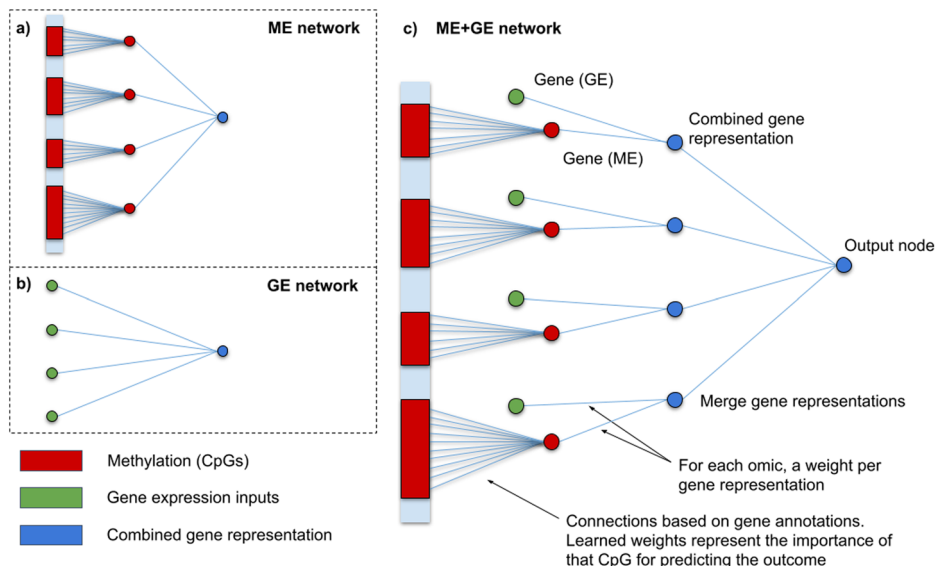 a)
ME network
b)
GE network
Methylation (CpGs)
Gene expression inputs
Combined gene representation
c)
ME+GE network
Gene (GE)
Combined gene
representation
Gene (ME)
Output node
Merge gene representations
For each omic, a weight per
gene representation
Connections based on gene annotations.
Learned weights represent the importance of
that CpG for predicting the outcome